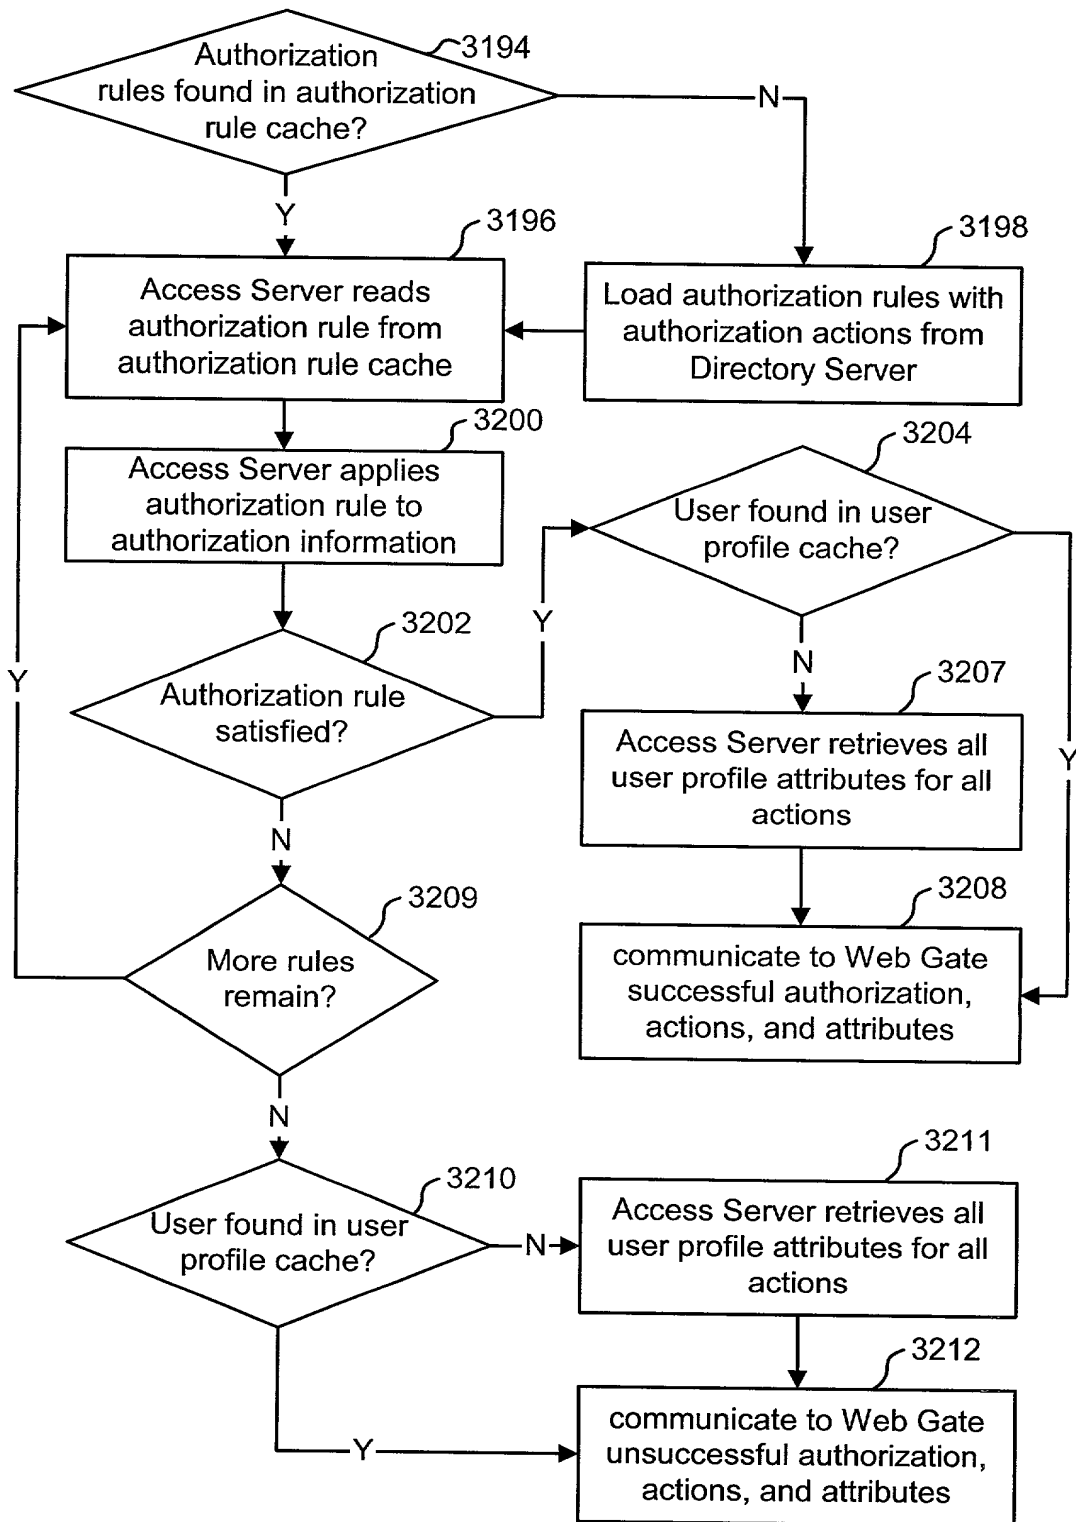 3194
Authorization
rules found in authorization
rule cache?
N
Y
3196
Access Server reads
authorization rule from
authorization rule cache
3198
Load authorization rules with
authorization actions from
Directory Server
3200
Access Server applies
authorization rule to
authorization information
3204
User found in user
profile cache?
Y
N
Y
3202
Authorization rule
satisfied?
Y
N
3207
Access Server retrieves all
user profile attributes for all
actions
3208
communicate to Web Gate
successful authorization,
actions, and attributes
3209
More rules
remain?
N
3210
User found in user
profile cache?
N
Y
3211
Access Server retrieves all
user profile attributes for all
actions
3212
communicate to Web Gate
unsuccessful authorization,
actions, and attributes